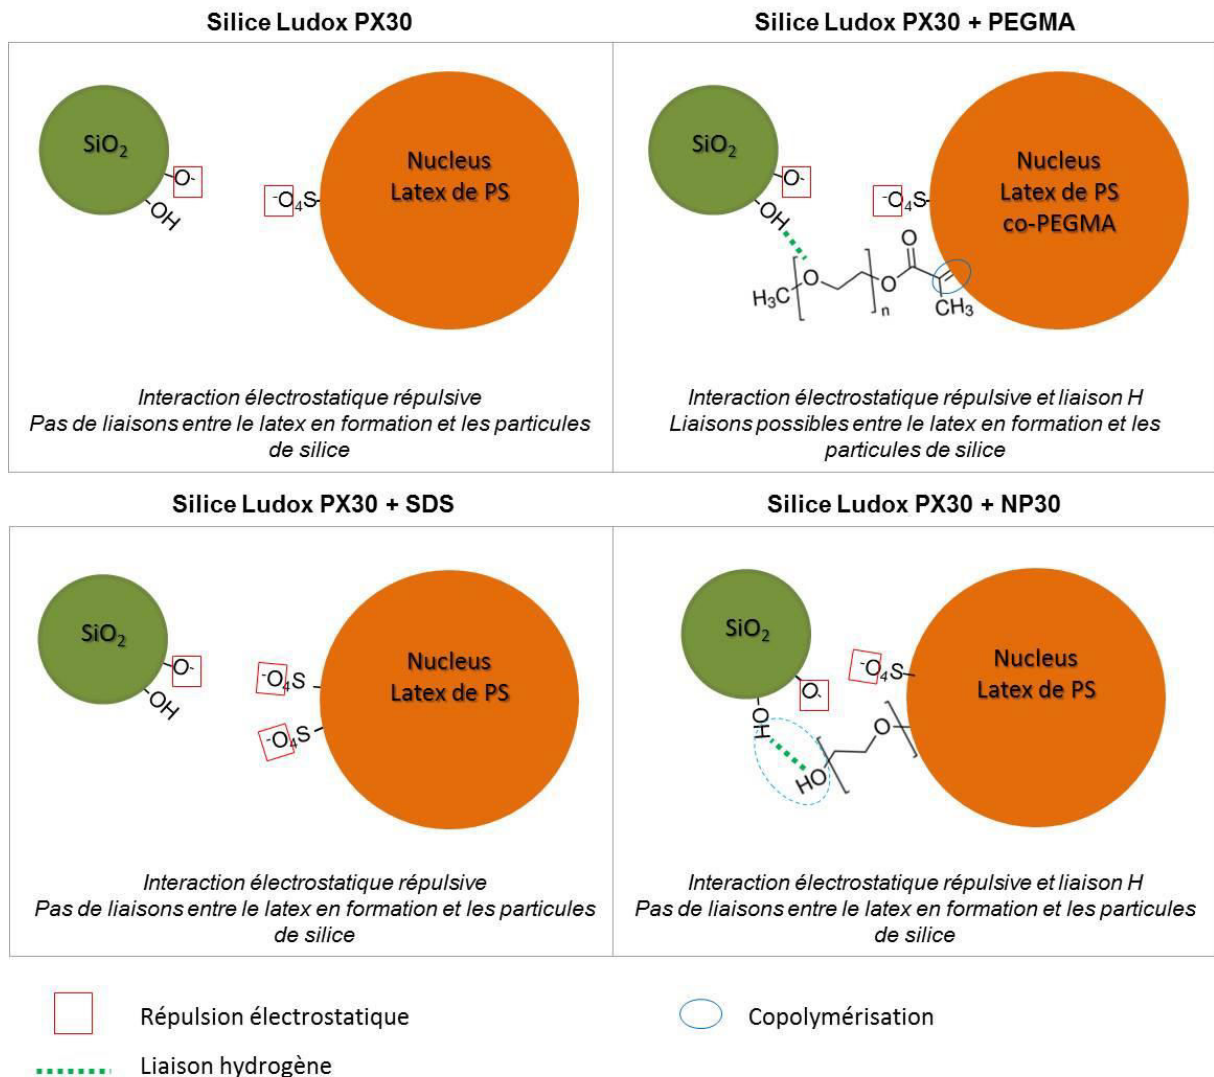 Silice Ludox PX30
SiO2
O-
OH
-O4S
Nucleus
Latex de PS
Interaction électrostatique répulsive
Pas de liaisons entre le latex en formation et les particules
de silice
Silice Ludox PX30 + PEGMA
SiO2
O-
OH
-O4S
Nucleus
Latex de PS
co-PEGMA
O
H3C
O
n
O
CH3
Interaction électrostatique répulsive et liaison H
Liaisons possibles entre le latex en formation et les
particules de silice
Silice Ludox PX30 + SDS
SiO2
O-
OH
-O4S
-O4S
Nucleus
Latex de PS
Interaction électrostatique répulsive
Pas de liaisons entre le latex en formation et les particules
de silice
Silice Ludox PX30 + NP30
SiO2
O-
OH
-O4S
HO
O
Nucleus
Latex de PS
Interaction électrostatique répulsive et liaison H
Pas de liaisons entre le latex en formation et les particules
de silice
Répulsion électrostatique
Copolymérisation
Liaison hydrogène